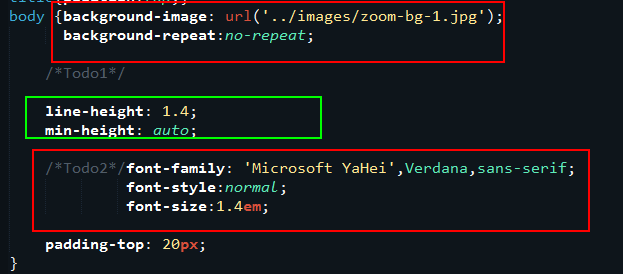 body {background-image: url('../images/zoom-bg-1.jpg');
background-repeat:no-repeat;
/*Todo1*/
line-height: 1.4;
min-height: auto;
/*Todo2*/font-family: 'Microsoft YaHei',Verdana,sans-serif;
font-style:normal;
font-size:1.4em;
padding-top: 20px;
}